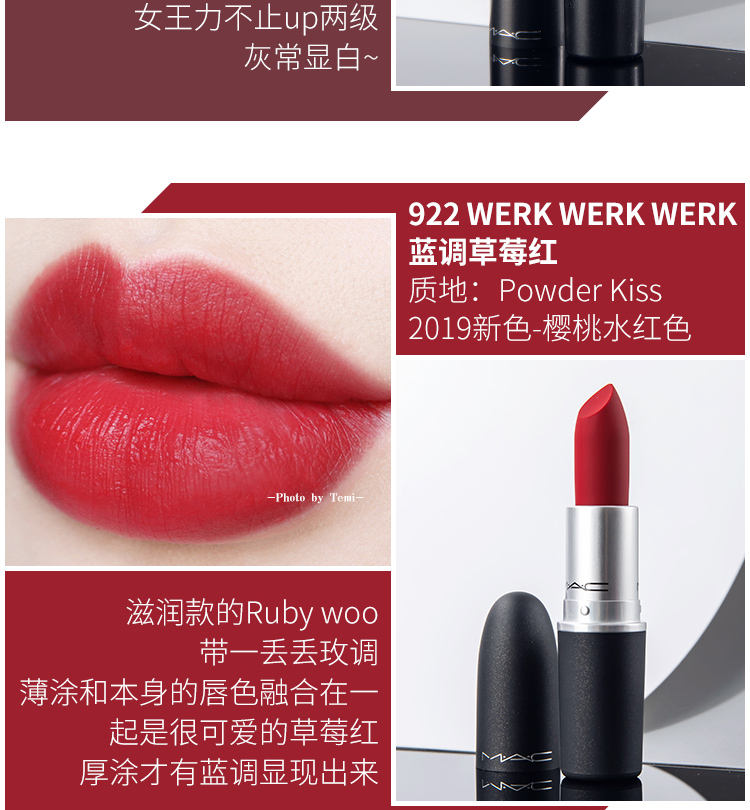 女王力不止up两级
灰常显白~
922 WERK WERK WERK
蓝调草莓红
质地：Powder Kiss
2019新色-樱桃水红色
-Photo by Temi-
滋润款的Ruby woo
带一丢丢玫调
薄涂和本身的唇色融合在一
起是很可爱的草莓红
厚涂才有蓝调显现出来
MAC
MAC
MAC